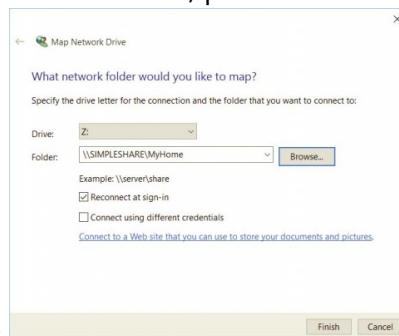 Map Network Drive
What network folder would you like to map?
Specify the drive letter for the connection and the folder that you want to connect to:
Drive: Z:
Folder: \\SIMPLESHARE\MyHome Browse...
Example: \\server\share
Reconnect at sign-in
Connect using different credentials
Connect to a Web site that you can use to store your documents and pictures.
Finish Cancel